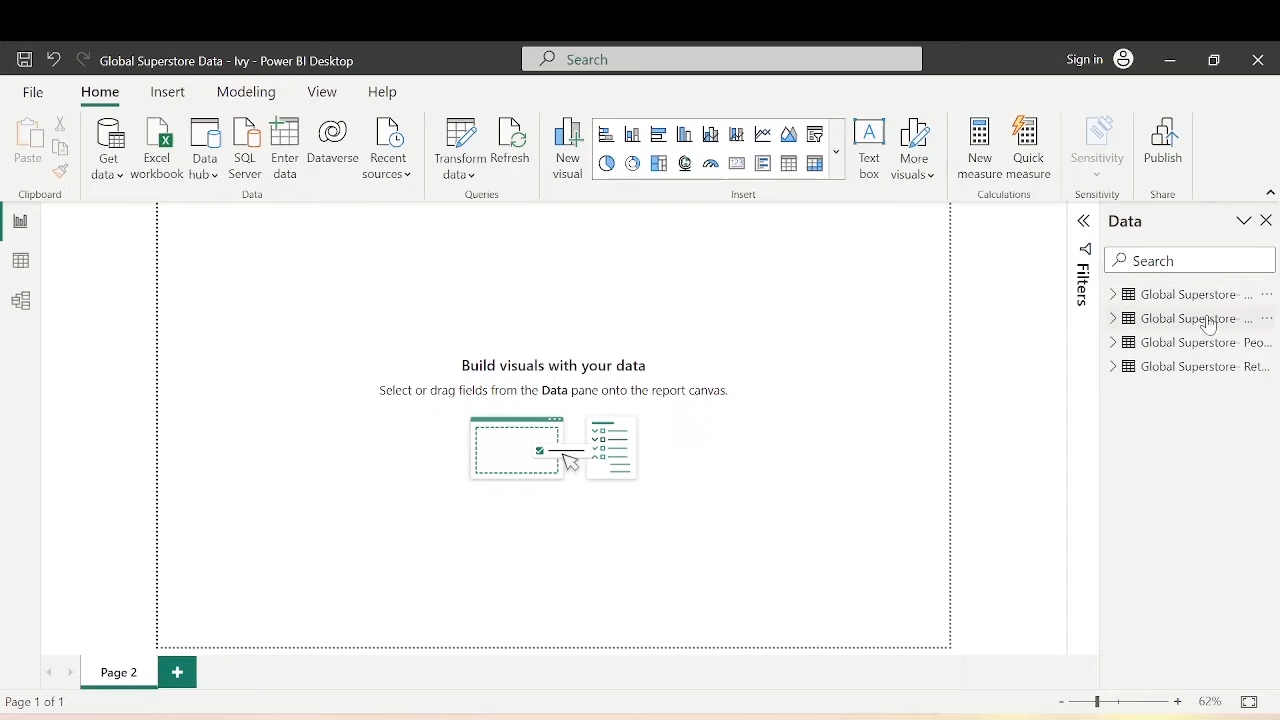 Global Superstore Data - Ivy - Power BI Desktop
Search
Sign in
File Home Insert Modeling View Help
Paste
Get data
Excel workbook
Data hub
SQL Server
Enter data
Dataverse
Recent sources
Transform data
Refresh
New visual
Text box
More visuals
New measure
Quick measure
Sensitivity
Publish
Clipboard Data Queries Insert Calculations Sensitivity Share
Data
Search
Filters
Global Superstore- ...
Global Superstore- ...
Global Superstore- Peo...
Global Superstore- Ret...
Build visuals with your data
Select or drag fields from the Data pane onto the report canvas.
Page 2
Page 1 of 1
- + 62%